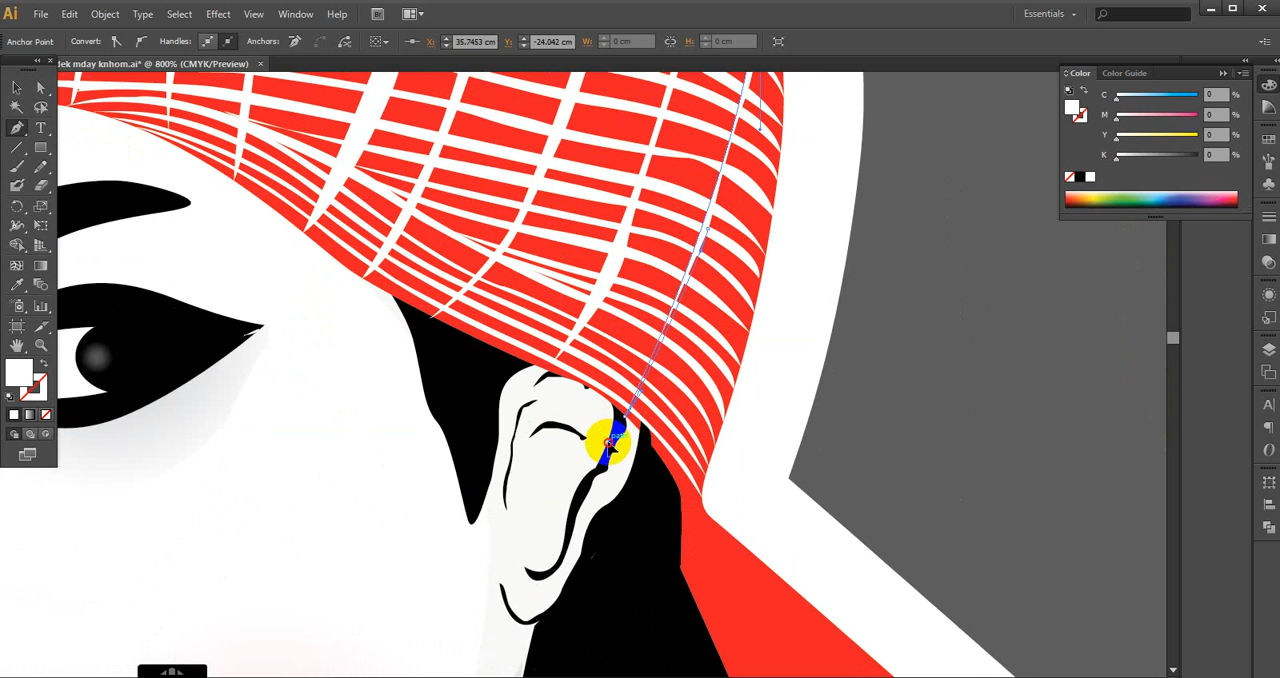 Ai File Edit Object Type Select Effect View Window Help Br Essentials
Anchor Point Convert: Handles: Anchors: X: 35.7453 cm Y: -24.042 cm W: 0 cm H: 0 cm
dek mday knhom.ai* @ 800% (CMYK/Preview)
Color Color Guide
C 0 %
M 0 %
Y 0 %
K 0 %